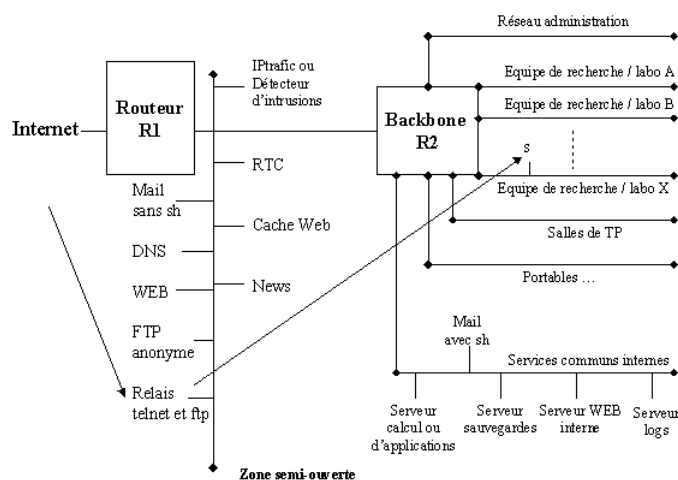 Réseau administration
IPtrafic ou
Détecteur
d'intrusions
Equipe de recherche / labo A
Routeur
R1
Equipe de recherche / labo B
Internet
Backbone
R2
S
RTC
Equipe de recherche / labo X
Mail
sans sh
Cache Web
Salles de TP
DNS
WEB
News
Portables ...
FTP
anonyme
Mail
avec sh
Services communs internes
Relais
telnet et ftp
Serveur
calcul ou
d'applications
Serveur
sauvegardes
Serveur WEB
interne
Serveur
logs
Zone semi-ouverte